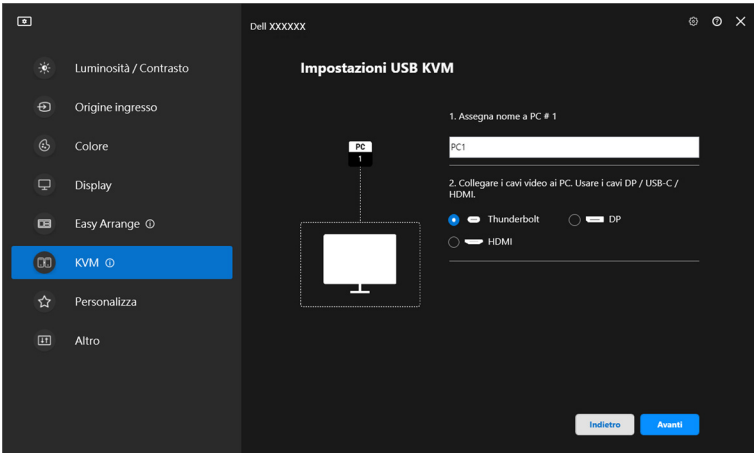 Dell XXXXXX
Luminosità / Contrasto
Origine ingresso
Colore
Display
Easy Arrange
KVM
Personalizza
Altro
Impostazioni USB KVM
PC
1
1. Assegna nome a PC # 1
PC1
2. Collegare i cavi video ai PC. Usare i cavi DP / USB-C /
HDMI.
Thunderbolt
DP
HDMI
Indietro
Avanti